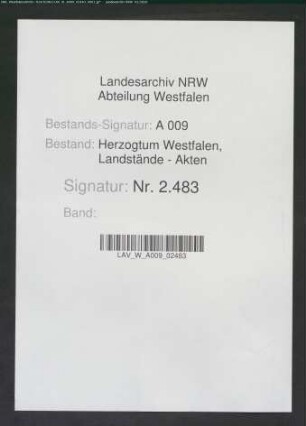 Landesarchiv NRW
Abteilung Westfalen
Bestands-Signatur: A 009
Bestand: Herzogtum Westfalen,
Landstände - Akten
Signatur: Nr. 2.483
Band:
LAV_W_A009_02483